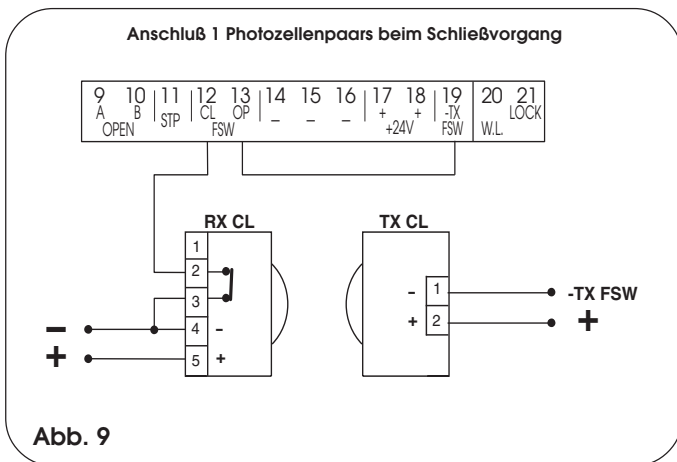 Anschluß 1 Photozellenpaars beim Schließvorgang
9 10 11 12 13 14 15 16 17 18 19 20 21
A B STP CL OP – – – + + -TX LOCK
OPEN FSW +24V FSW W.L.
RX CL TX CL
1
2
3
4 -
5 +
- 1
+ 2
-TX FSW
+
–
+
Abb. 9